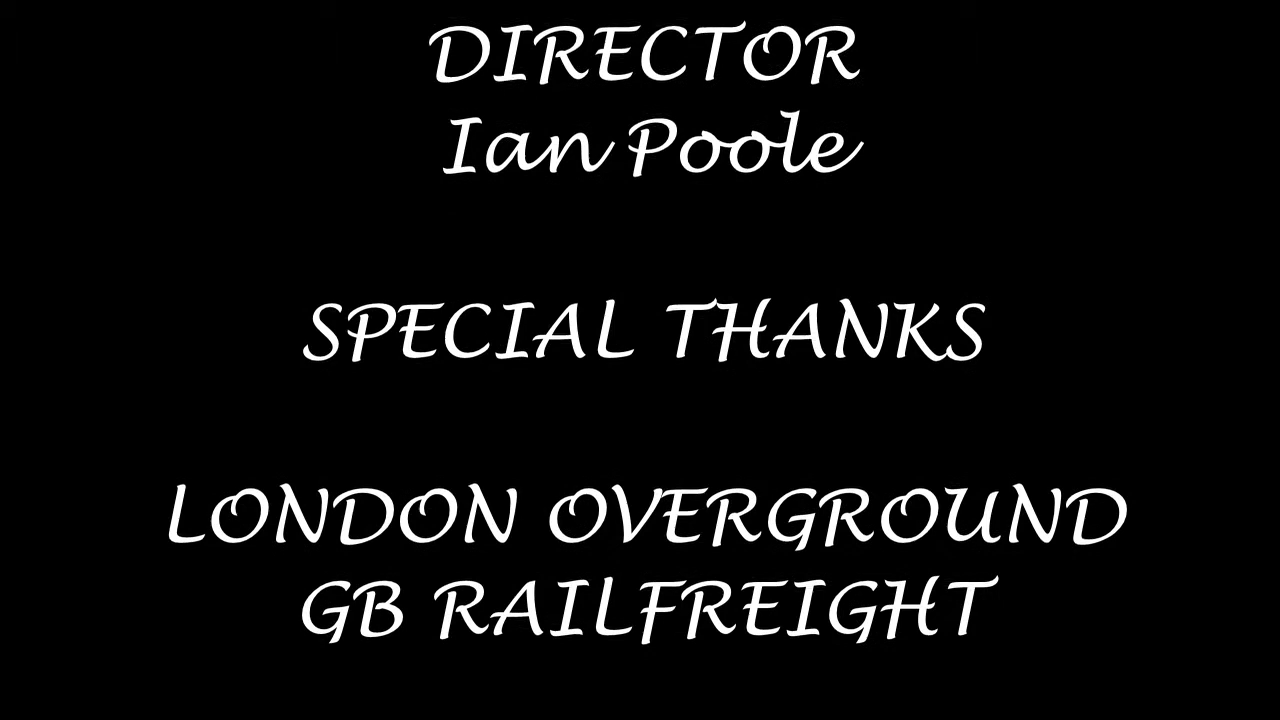 DIRECTOR
Ian Poole
SPECIAL THANKS
LONDON OVERGROUND
GB RAILFREIGHT